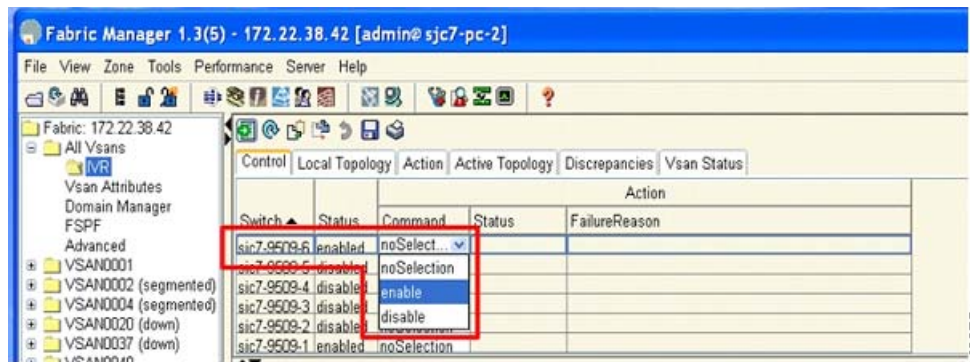 Fabric Manager 1.3(5) - 172.22.38.42 [admin@sjc7-pc-2]
File View Zone Tools Performance Server Help
Fabric: 172.22.38.42
All Vsans
IVR
Vsan Attributes
Domain Manager
FSPF
Advanced
VSAN0001
VSAN0002 (segmented)
VSAN0004 (segmented)
VSAN0020 (down)
VSAN0037 (down)
Control Local Topology Action Active Topology Discrepancies Vsan Status
Action
Switch Status Command Status FailureReason
sjc7-9509-6 enabled noSelect...
sjc7-9509-5 disabled noSelection
sjc7-9509-4 disabled enable
sjc7-9509-3 disabled
sjc7-9509-2 disabled disable
sjc7-9509-1 enabled noSelection